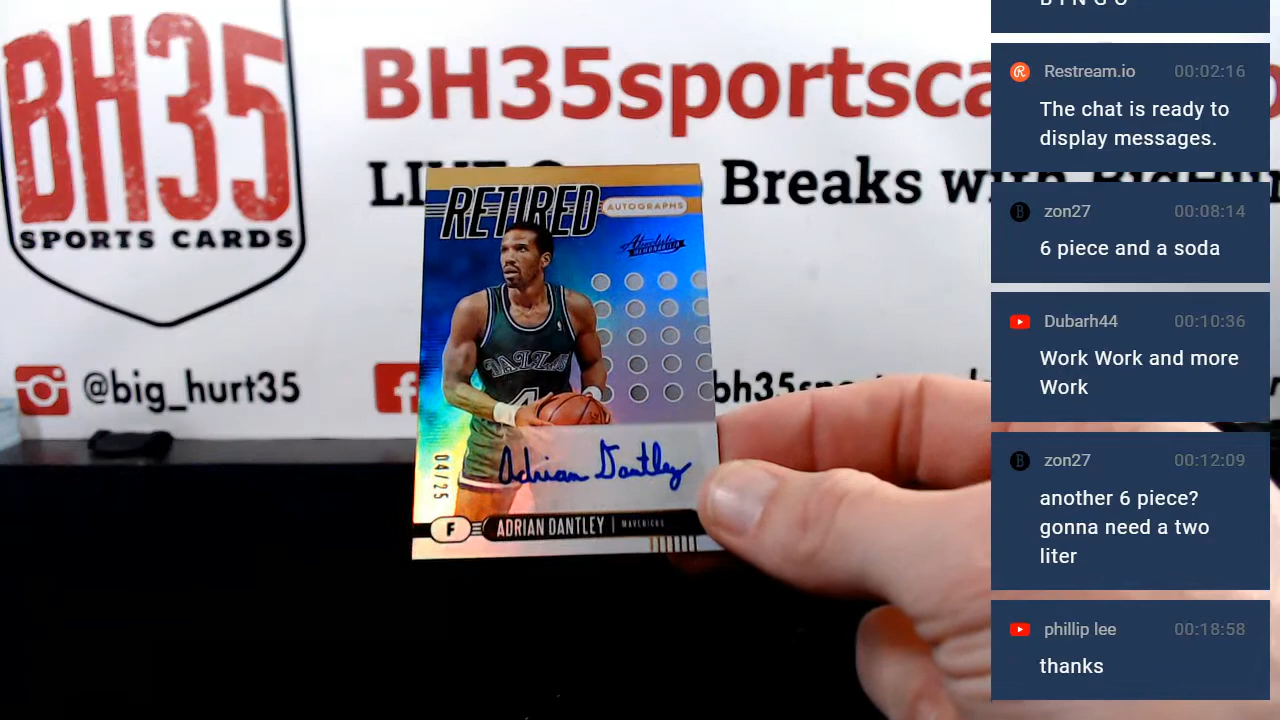 BH35
SPORTS CARDS
BH35sportsca
Breaks
@big_hurt35
RETIRED
AUTOGRAPHS
Absolute
MEMORABILIA
DALLAS
4
Adrian Dantley
04/25
F
ADRIAN DANTLEY | MAVERICKS
B I N G O
Restream.io 00:02:16
The chat is ready to
display messages.
zon27 00:08:14
6 piece and a soda
Dubarh44 00:10:36
Work Work and more
Work
zon27 00:12:09
another 6 piece?
gonna need a two
liter
phillip lee 00:18:58
thanks